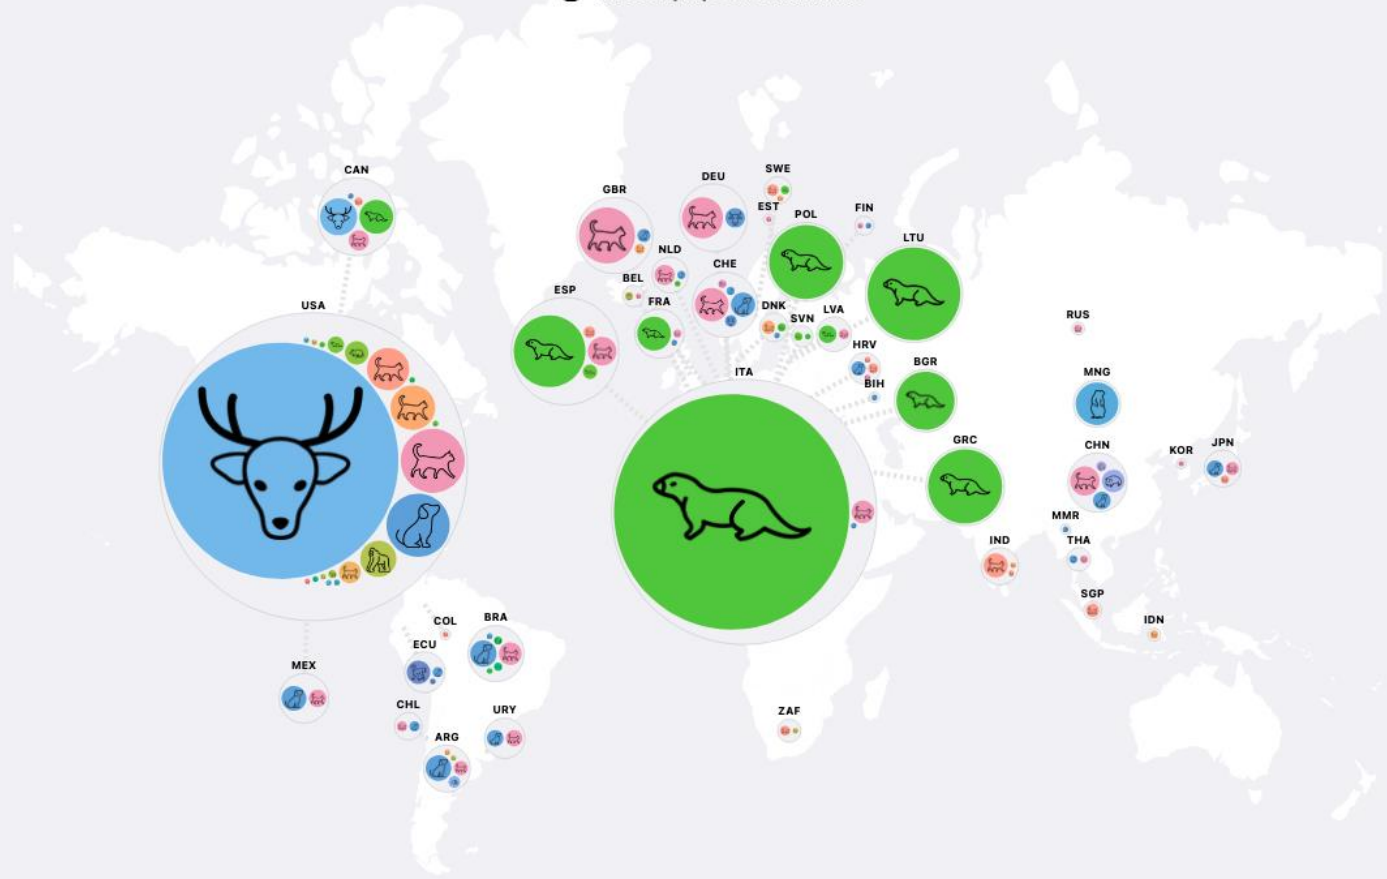 CAN
SWE
DEU
GBR
EST
POL
FIN
LTU
NLD
CHE
BEL
ESP
FRA
DNK
SVN
LVA
USA
RUS
HRV
BGR
ITA
BIH
MNG
GRC
CHN
KOR
JPN
MMR
IND
THA
SGP
COL
BRA
IDN
ECU
MEX
CHL
URY
ZAF
ARG